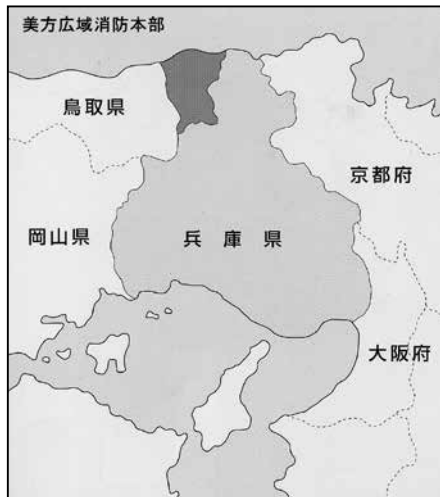 美方広域消防本部
鳥取県
京都府
岡山県
兵庫県
大阪府